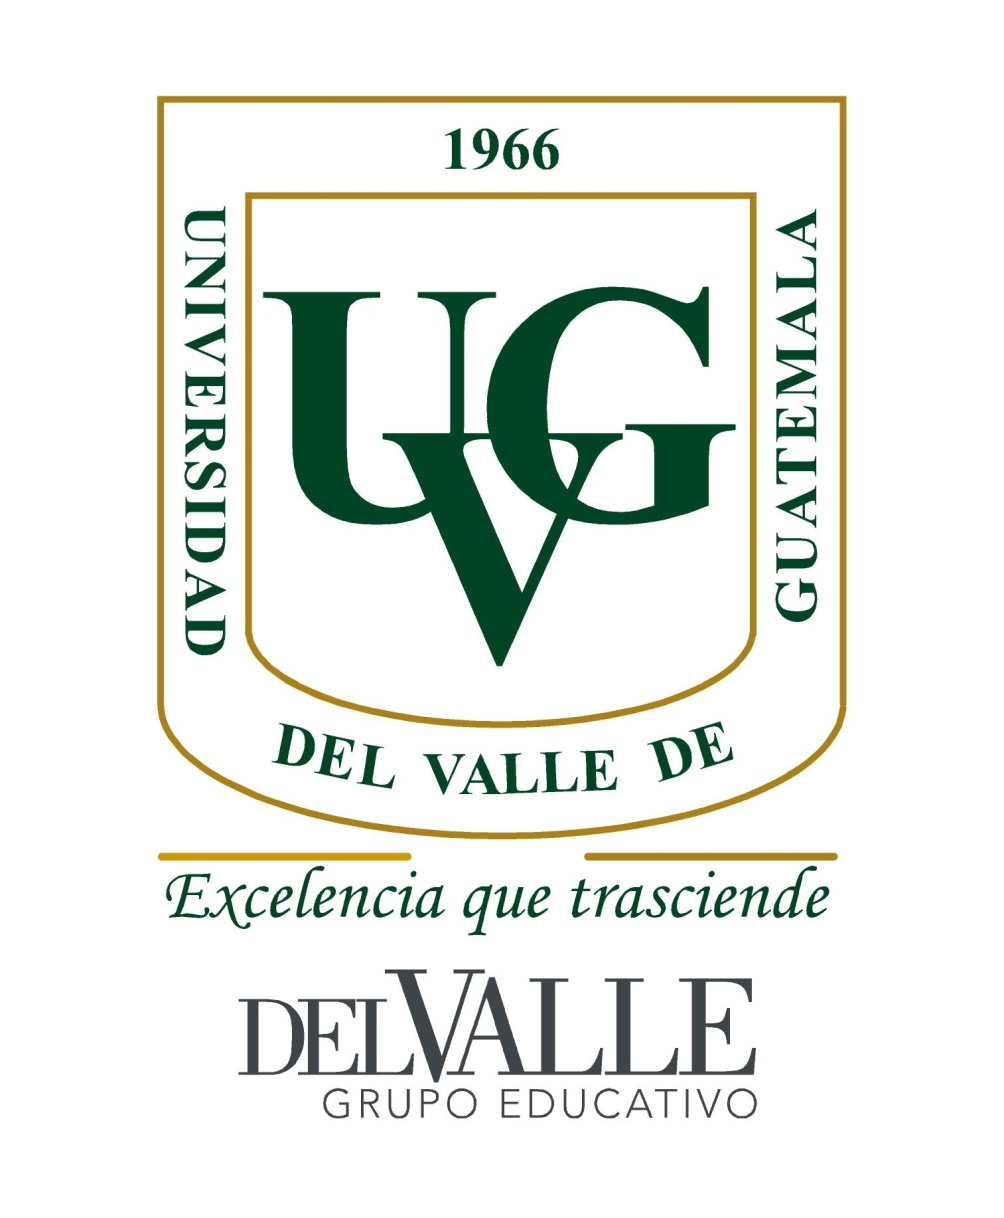 1966
UNIVERSIDAD
DEL VALLE DE
GUATEMALA
UVG
Excelencia que trasciende
DELVALLE
GRUPO EDUCATIVO